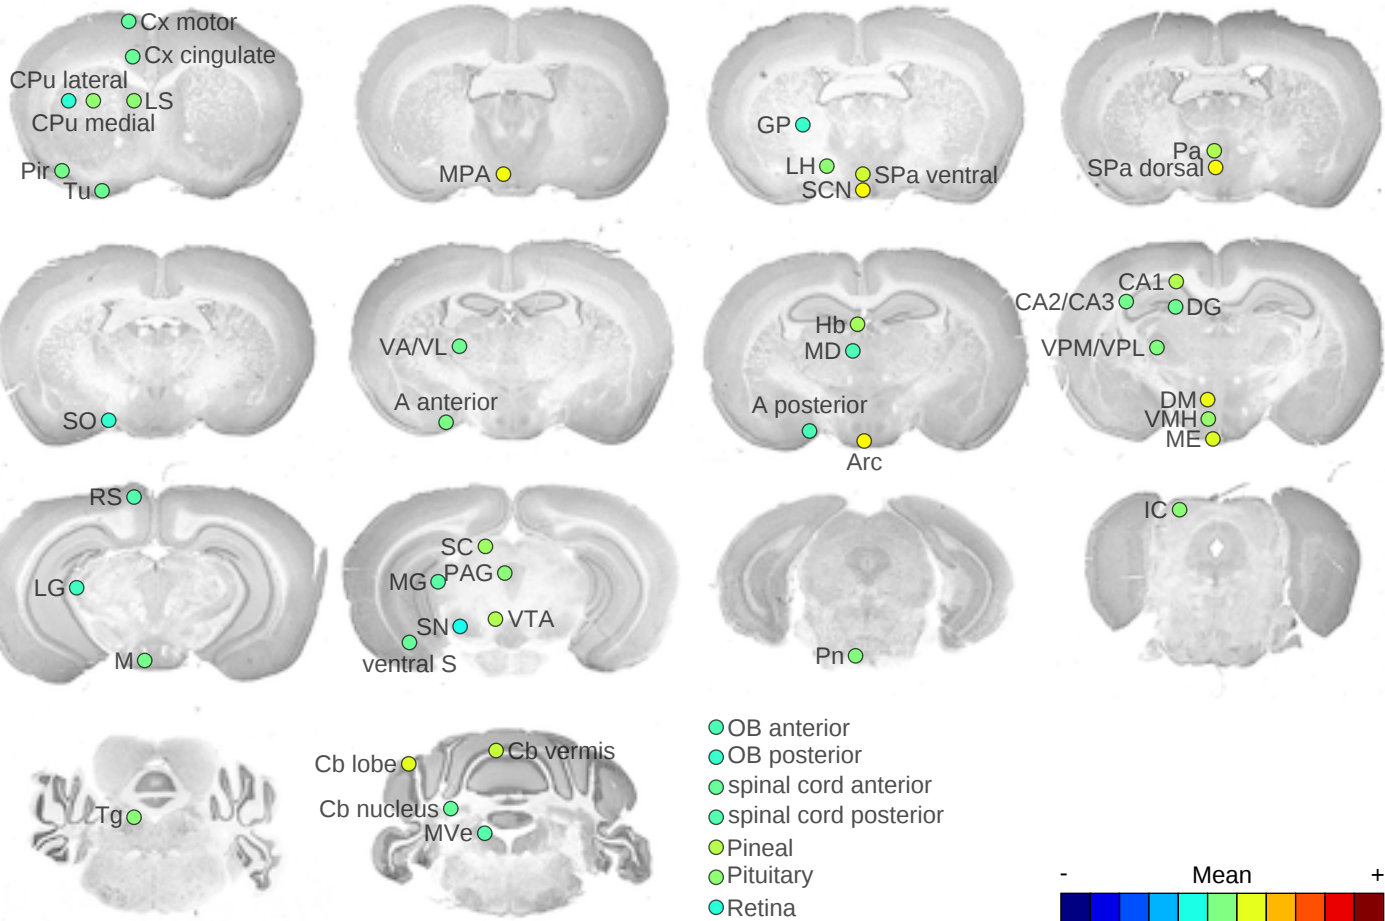 Cx motor
Cx cingulate
CPu lateral
LS
CPu medial
Pir
Tu
MPA
GP
LH
SPa ventral
SCN
Pa
SPa dorsal
SO
VA/VL
A anterior
Hb
MD
A posterior
Arc
CA1
CA2/CA3
DG
VPM/VPL
DM
VMH
ME
RS
LG
M
SC
MG
PAG
SN
VTA
ventral S
Pn
IC
Tg
Cb lobe
Cb vermis
Cb nucleus
MVe
OB anterior
OB posterior
spinal cord anterior
spinal cord posterior
Pineal
Pituitary
Retina
- Mean +